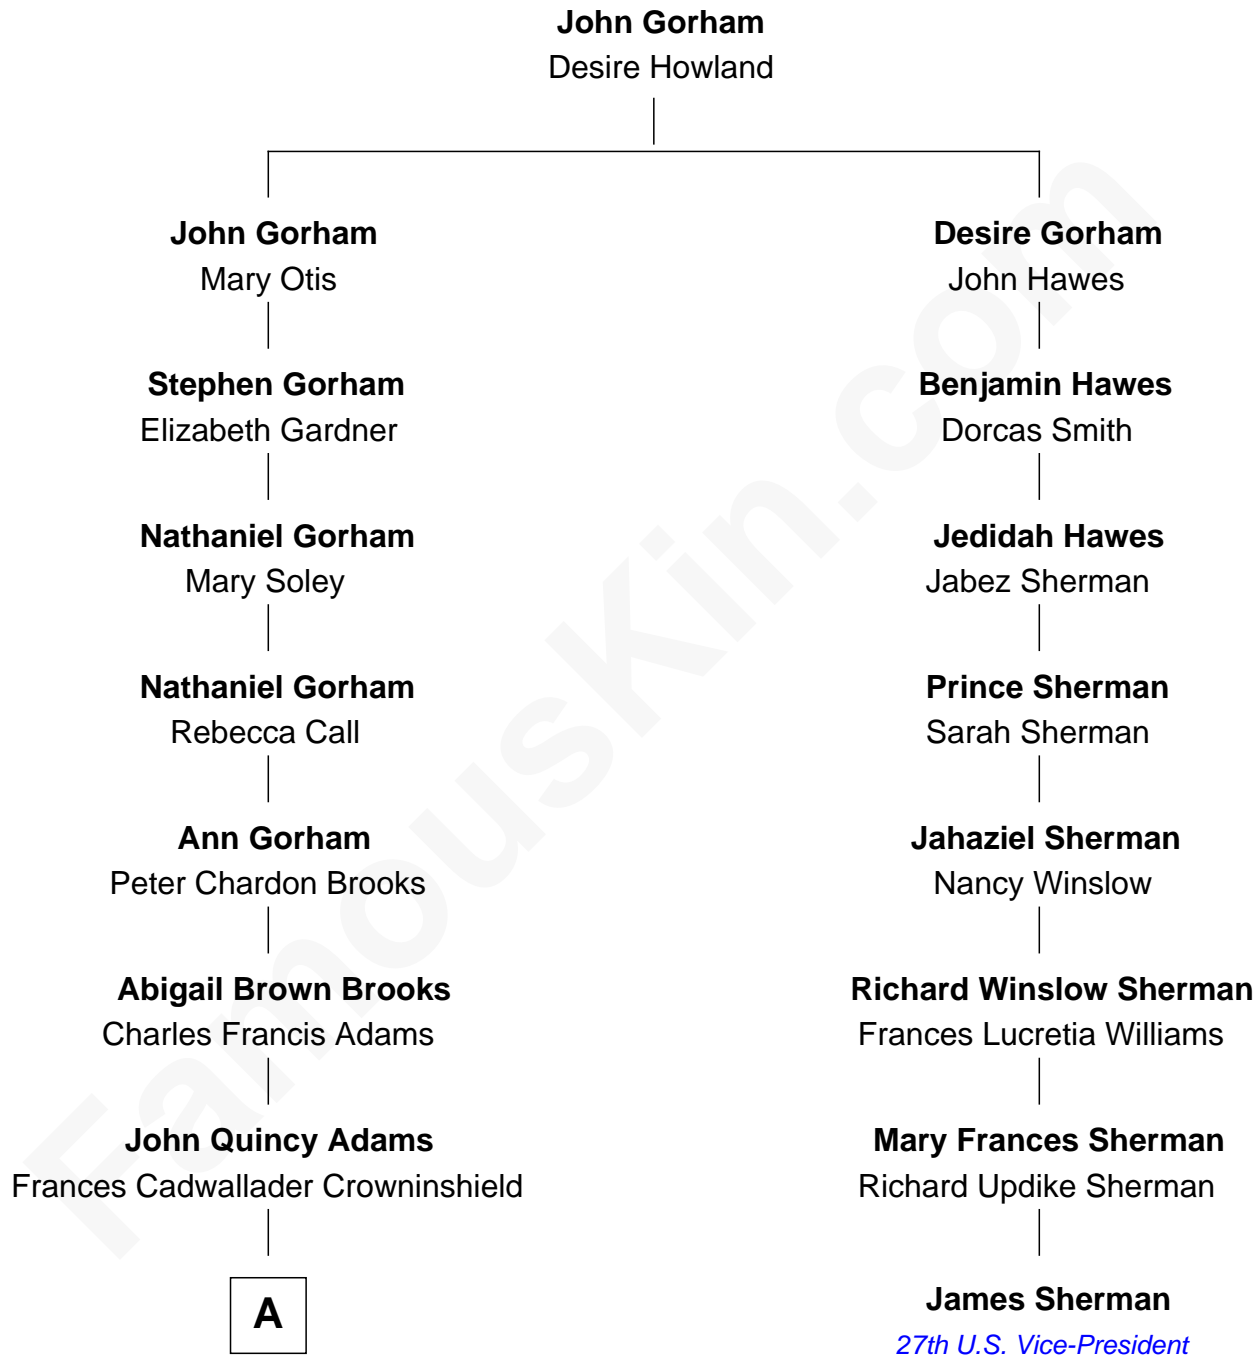 John Gorham
Desire Howland
John Gorham
Mary Otis
Desire Gorham
John Hawes
Stephen Gorham
Elizabeth Gardner
Benjamin Hawes
Dorcas Smith
Nathaniel Gorham
Mary Soley
Jedidah Hawes
Jabez Sherman
Nathaniel Gorham
Rebecca Call
Prince Sherman
Sarah Sherman
Ann Gorham
Peter Chardon Brooks
Jahaziel Sherman
Nancy Winslow
Abigail Brown Brooks
Charles Francis Adams
Richard Winslow Sherman
Frances Lucretia Williams
John Quincy Adams
Frances Cadwallader Crowninshield
Mary Frances Sherman
Richard Updike Sherman
A
James Sherman
27th U.S. Vice-President
FamousKin.com